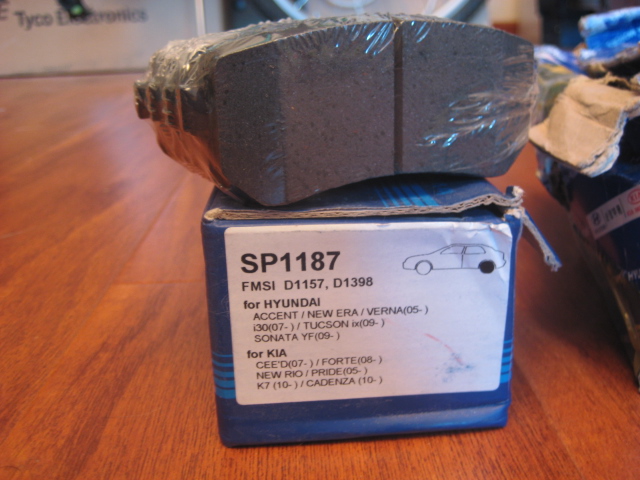 Tyco Electronics
SP1187
FMSI D1157, D1398
for HYUNDAI
ACCENT / NEW ERA / VERNA(05- )
i30(07- ) / TUCSON ix(09- )
SONATA YF(09- )
for KIA
CEE'D(07- ) / FORTE(08- )
NEW RIO / PRIDE(05- )
K7 (10- ) / CADENZA (10- )